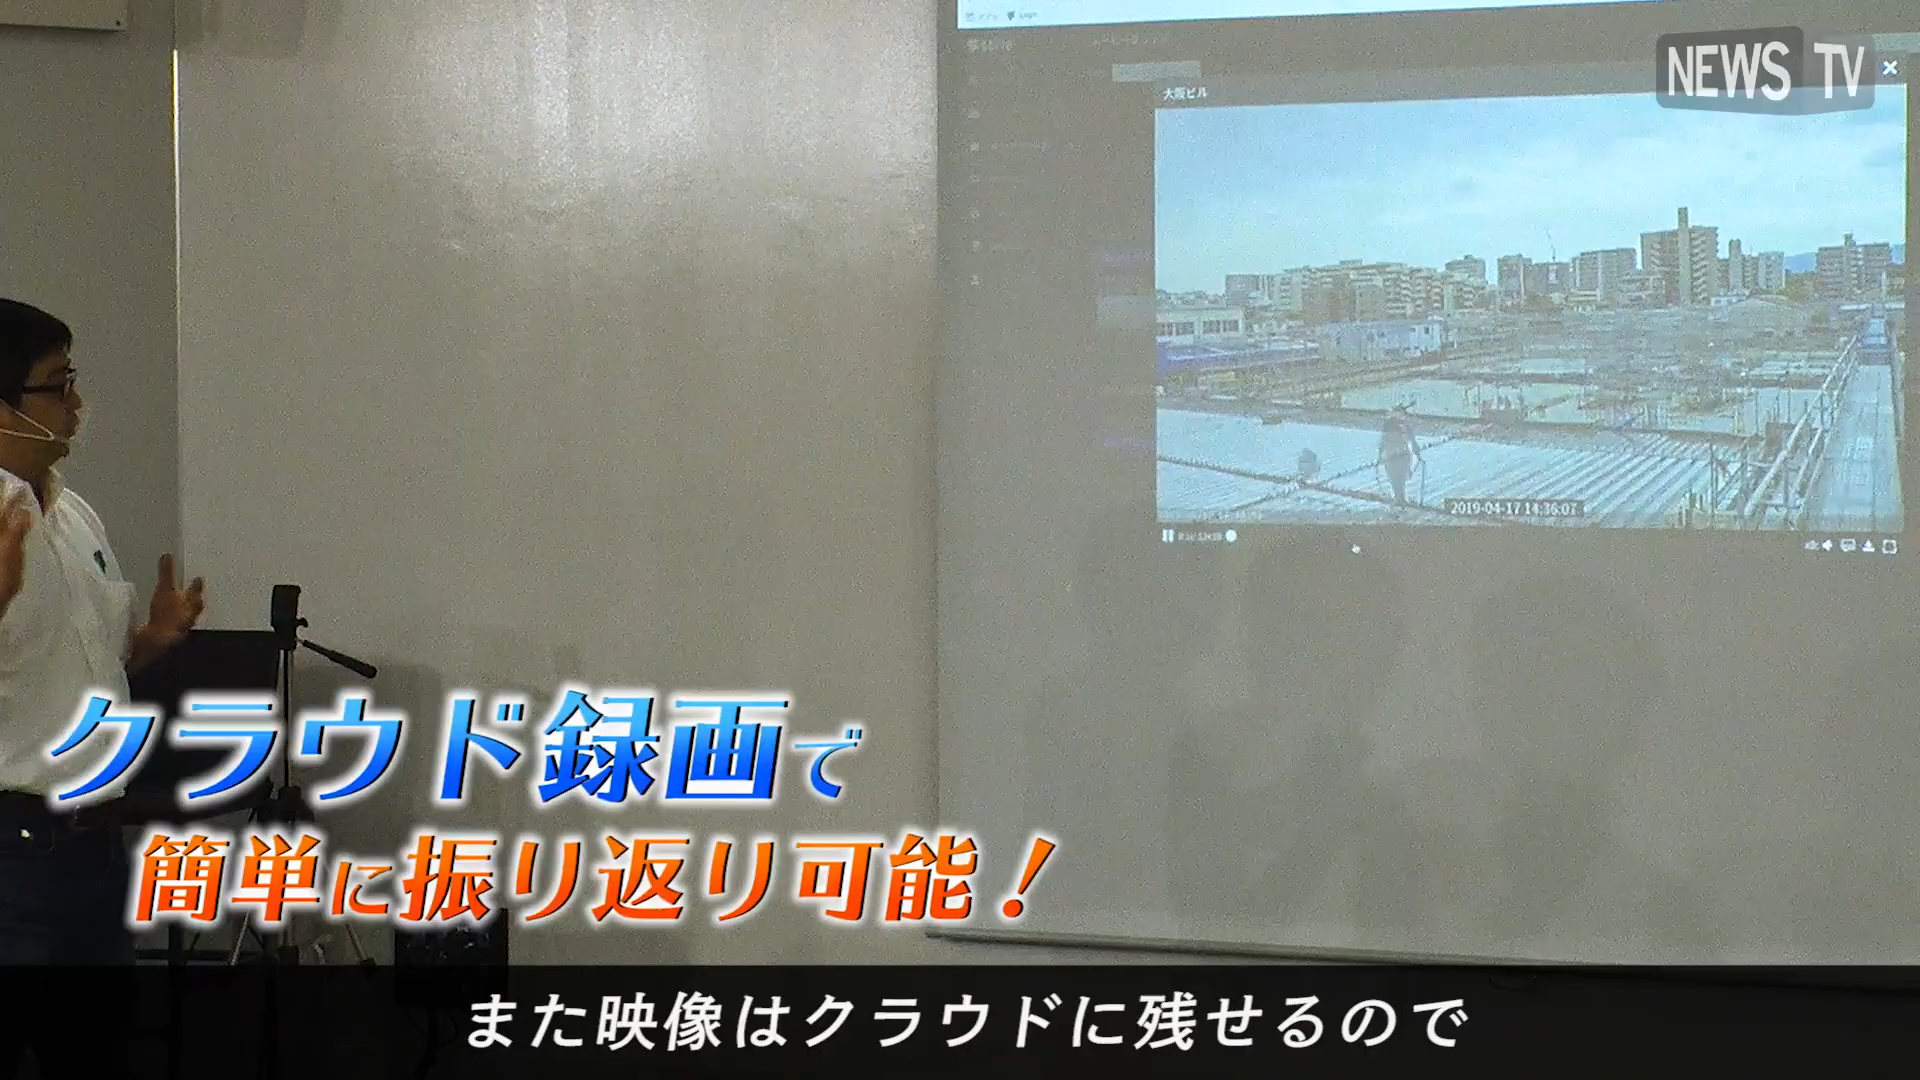 NEWS TV
大阪ビル
2019-04-17 14:36:07
クラウド録画で
簡単に振り返り可能！
また映像はクラウドに残せるので